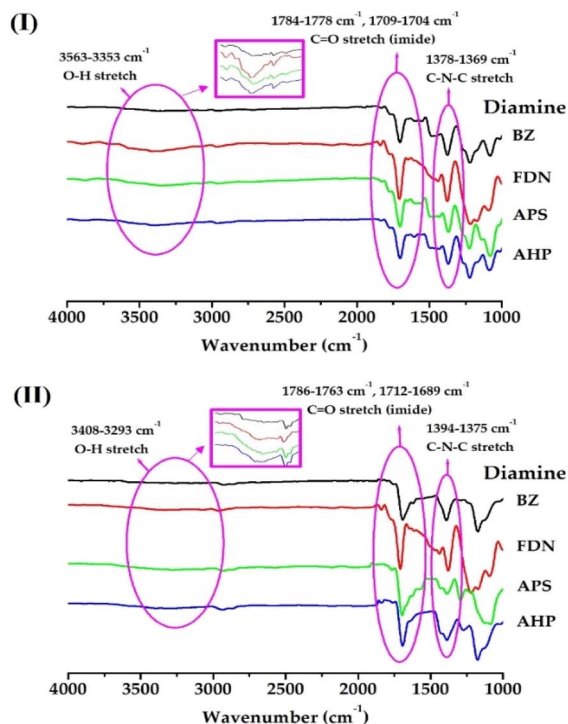 (I)
1784-1778 cm⁻¹, 1709-1704 cm⁻¹
C=O stretch (imide)
3563-3353 cm⁻¹
O-H stretch
1378-1369 cm⁻¹
C-N-C stretch
Diamine
BZ
FDN
APS
AHP
4000 3500 3000 2500 2000 1500 1000
Wavenumber (cm⁻¹)
(II)
1786-1763 cm⁻¹, 1712-1689 cm⁻¹
C=O stretch (imide)
3408-3293 cm⁻¹
O-H stretch
1394-1375 cm⁻¹
C-N-C stretch
Diamine
BZ
FDN
APS
AHP
4000 3500 3000 2500 2000 1500 1000
Wavenumber (cm⁻¹)